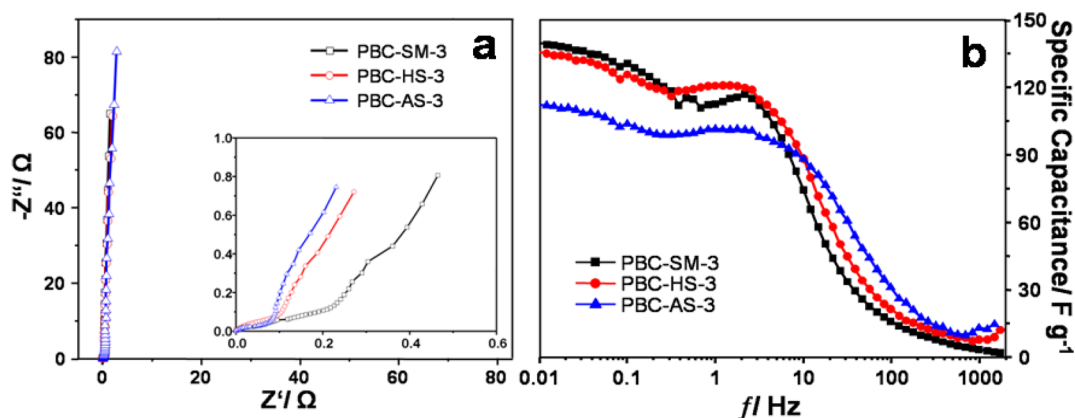 a
PBC-SM-3
PBC-HS-3
PBC-AS-3
-Z"/ Ω
80
60
40
20
0
0 20 40 60 80
Z'/ Ω
1.0
0.8
0.6
0.4
0.2
0.0
0.0 0.2 0.4 0.6
b
PBC-SM-3
PBC-HS-3
PBC-AS-3
150
120
90
60
30
0
Specific Capacitance/ F g⁻¹
0.01 0.1 1 10 100 1000
f/ Hz